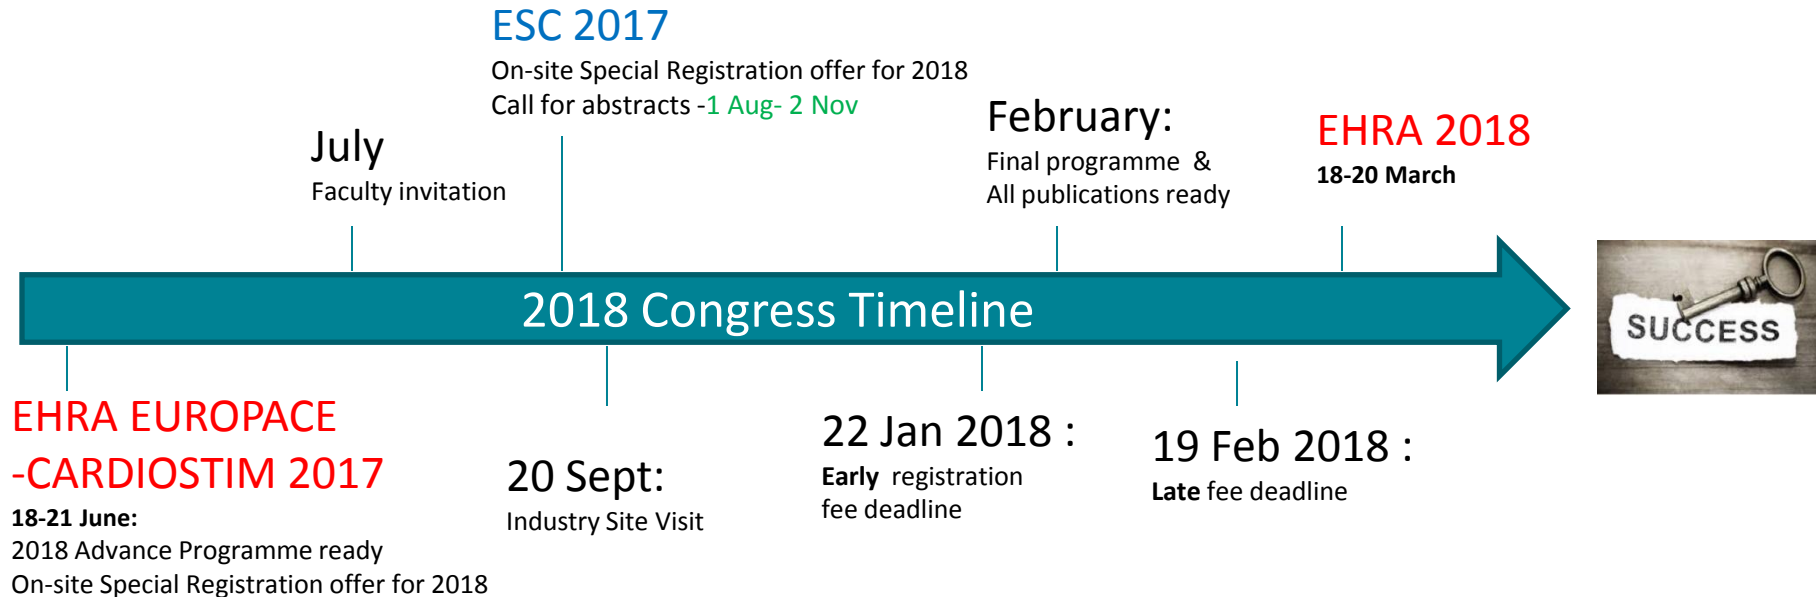 ESC 2017
On-site Special Registration offer for 2018
Call for abstracts -1 Aug- 2 Nov
July
Faculty invitation
February:
Final programme &
All publications ready
EHRA 2018
18-20 March
2018 Congress Timeline
SUCCESS
EHRA EUROPACE
-CARDIOSTIM 2017
18-21 June:
2018 Advance Programme ready
On-site Special Registration offer for 2018
20 Sept:
Industry Site Visit
22 Jan 2018 :
Early registration
fee deadline
19 Feb 2018 :
Late fee deadline